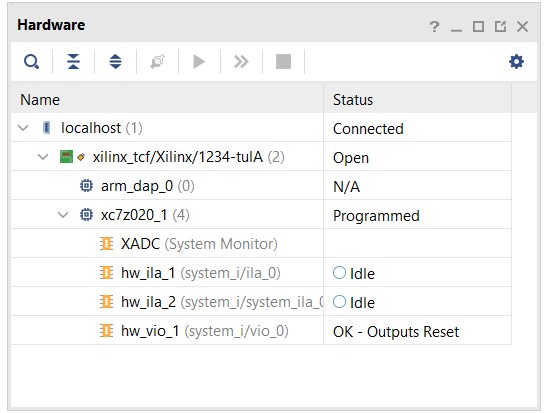 Hardware
Name Status
localhost (1) Connected
xilinx_tcf/Xilinx/1234-tulA (2) Open
arm_dap_0 (0) N/A
xc7z020_1 (4) Programmed
XADC (System Monitor)
hw_ila_1 (system_i/ila_0) Idle
hw_ila_2 (system_i/system_ila_0 Idle
hw_vio_1 (system_i/vio_0) OK - Outputs Reset